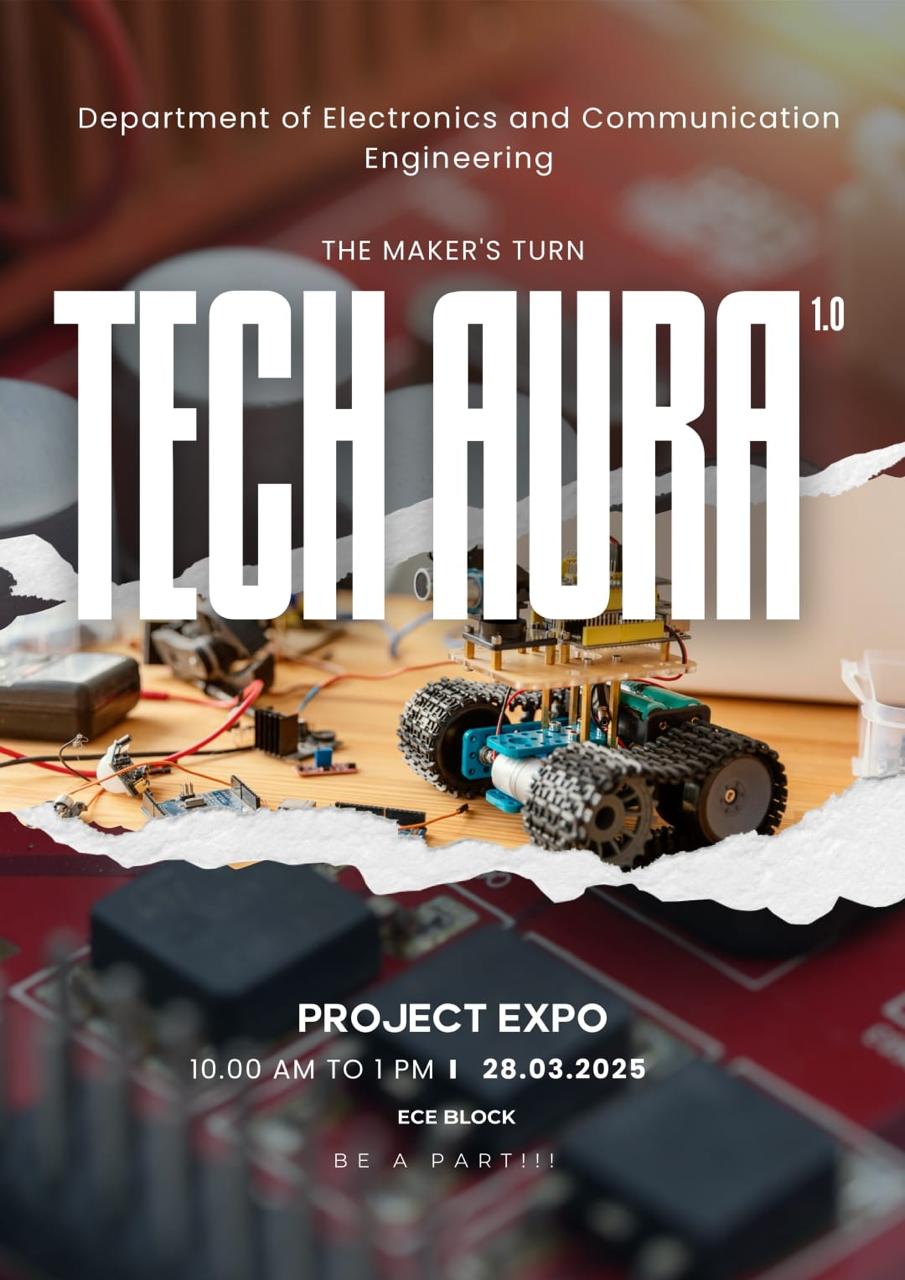 Department of Electronics and Communication
Engineering
THE MAKER'S TURN
TECH AURA 1.0
PROJECT EXPO
10.00 AM TO 1 PM I 28.03.2025
ECE BLOCK
BE A PART!!!